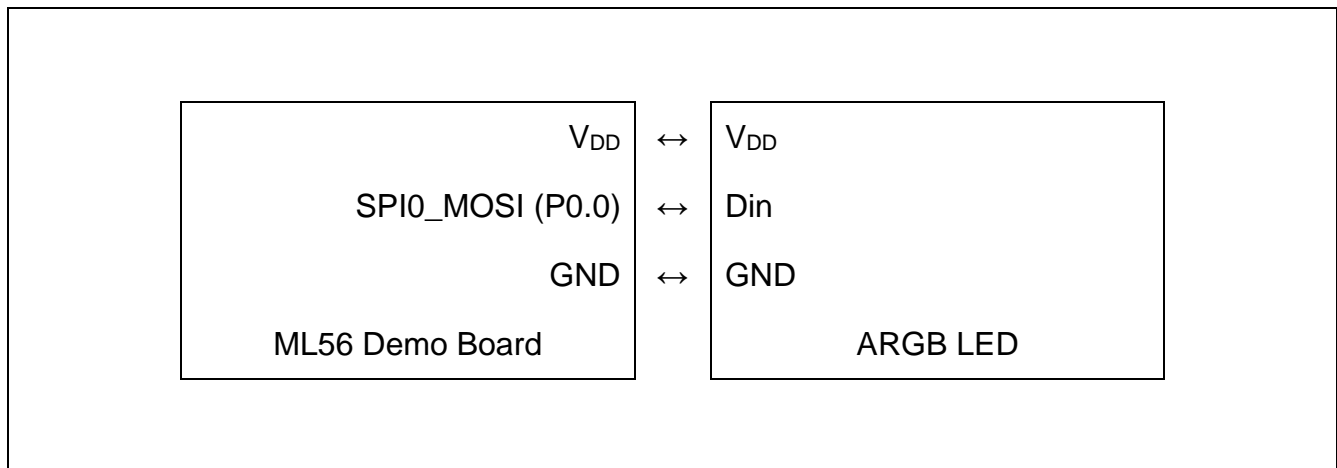 VDD ↔ VDD
SPI0_MOSI (P0.0) ↔ Din
GND ↔ GND
ML56 Demo Board ARGB LED